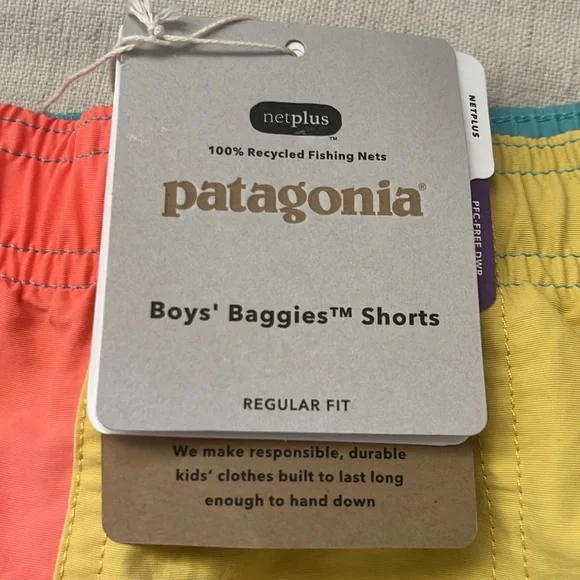 netplus™
100% Recycled Fishing Nets
patagonia®
Boys' Baggies™ Shorts
REGULAR FIT
NETPLUS
PFC-FREE DWR
We make responsible, durable
kids' clothes built to last long
enough to hand down